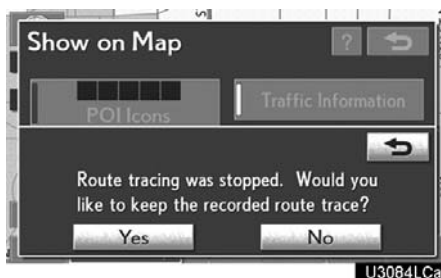 Show on Map
?
POI Icons
Traffic Information
Route tracing was stopped. Would you
like to keep the recorded route trace?
Yes
No
U3084LCa